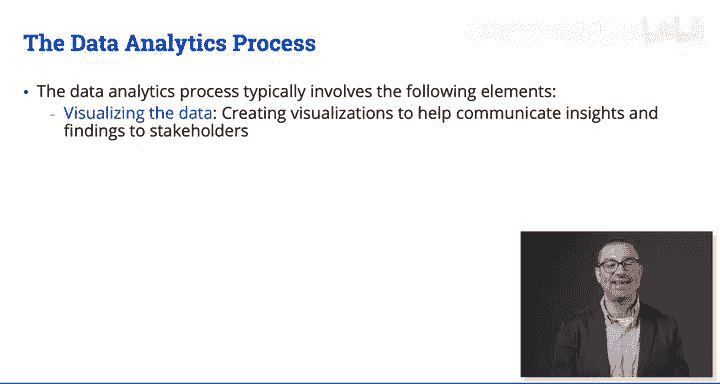 The Data Analytics Process
• The data analytics process typically involves the following elements:
- Visualizing the data: Creating visualizations to help communicate insights and
findings to stakeholders